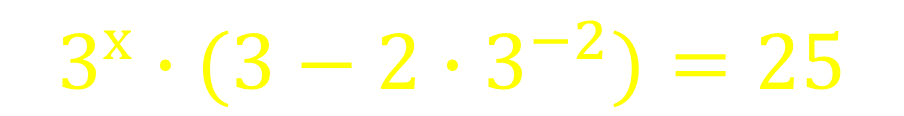 3ˣ · (3 − 2 · 3⁻²) = 25